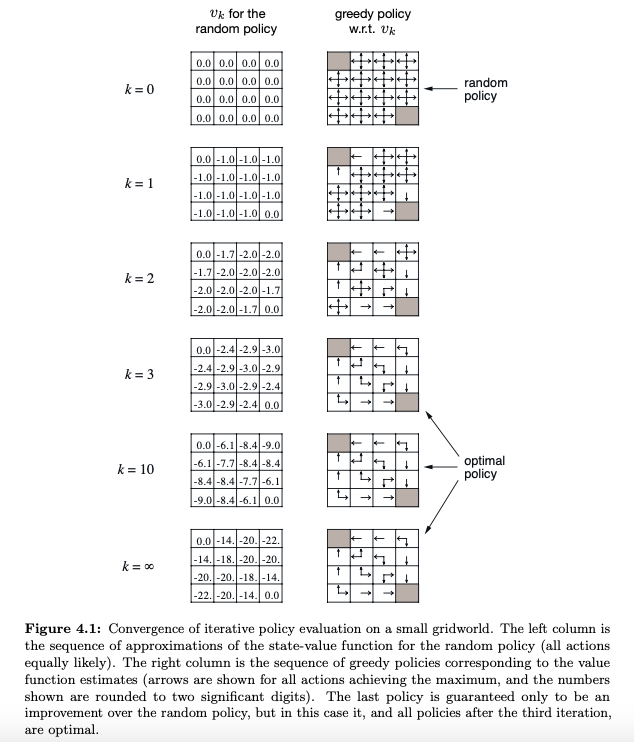 vk for the random policy
greedy policy w.r.t. vk
k = 0
0.0 0.0 0.0 0.0
0.0 0.0 0.0 0.0
0.0 0.0 0.0 0.0
0.0 0.0 0.0 0.0
random policy
k = 1
0.0 -1.0 -1.0 -1.0
-1.0 -1.0 -1.0 -1.0
-1.0 -1.0 -1.0 -1.0
-1.0 -1.0 -1.0 0.0
k = 2
0.0 -1.7 -2.0 -2.0
-1.7 -2.0 -2.0 -2.0
-2.0 -2.0 -2.0 -1.7
-2.0 -2.0 -1.7 0.0
k = 3
0.0 -2.4 -2.9 -3.0
-2.4 -2.9 -3.0 -2.9
-2.9 -3.0 -2.9 -2.4
-3.0 -2.9 -2.4 0.0
k = 10
0.0 -6.1 -8.4 -9.0
-6.1 -7.7 -8.4 -8.4
-8.4 -8.4 -7.7 -6.1
-9.0 -8.4 -6.1 0.0
optimal policy
k = ∞
0.0 -14. -20. -22.
-14. -18. -20. -20.
-20. -20. -18. -14.
-22. -20. -14. 0.0
Figure 4.1: Convergence of iterative policy evaluation on a small gridworld. The left column is
the sequence of approximations of the state-value function for the random policy (all actions
equally likely). The right column is the sequence of greedy policies corresponding to the value
function estimates (arrows are shown for all actions achieving the maximum, and the numbers
shown are rounded to two significant digits). The last policy is guaranteed only to be an
improvement over the random policy, but in this case it, and all policies after the third iteration,
are optimal.